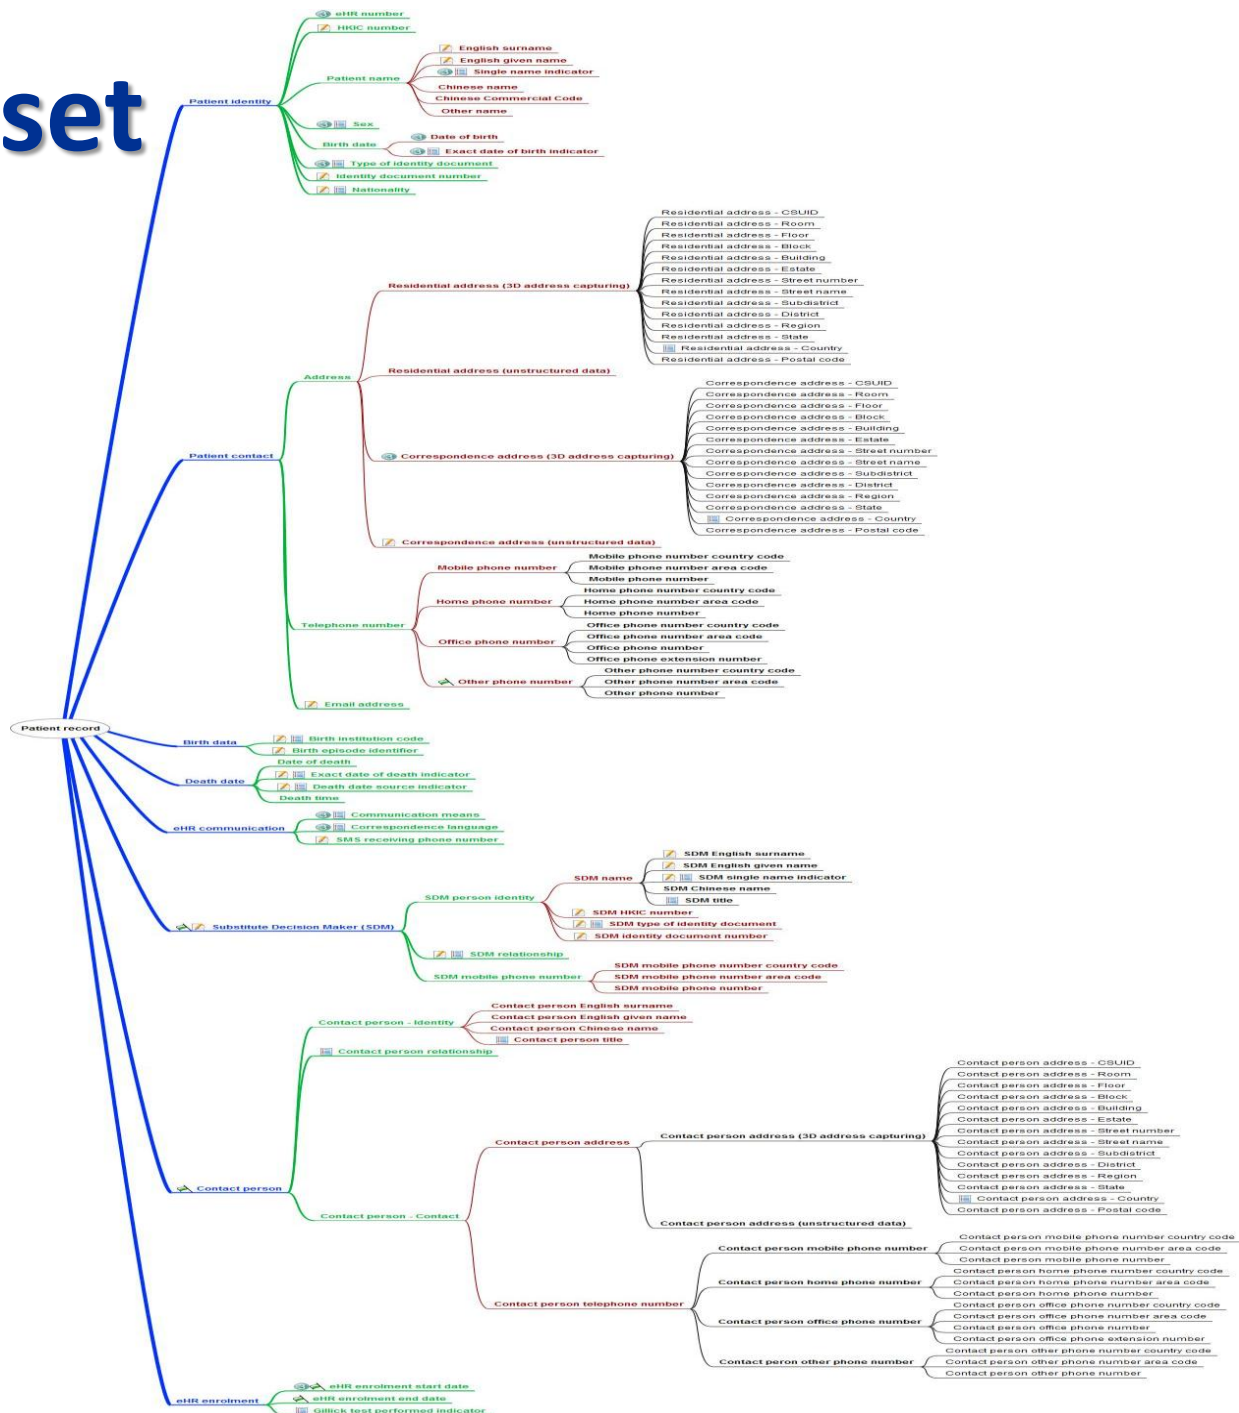 set
Patient record
Patient identity
eHR number
HKIC number
Patient name
English surname
English given name
Single name indicator
Chinese name
Chinese Commercial Code
Other name
Sex
Birth date
Date of birth
Exact date of birth indicator
Type of identity document
Identity document number
Nationality
Patient contact
Address
Residential address (3D address capturing)
Residential address - CSUID
Residential address - Room
Residential address - Floor
Residential address - Block
Residential address - Building
Residential address - Estate
Residential address - Street number
Residential address - Street name
Residential address - Subdistrict
Residential address - District
Residential address - Region
Residential address - State
Residential address - Country
Residential address - Postal code
Residential address (unstructured data)
Correspondence address (3D address capturing)
Correspondence address - CSUID
Correspondence address - Room
Correspondence address - Floor
Correspondence address - Block
Correspondence address - Building
Correspondence address - Estate
Correspondence address - Street number
Correspondence address - Street name
Correspondence address - Subdistrict
Correspondence address - District
Correspondence address - Region
Correspondence address - State
Correspondence address - Country
Correspondence address - Postal code
Correspondence address (unstructured data)
Telephone number
Mobile phone number
Mobile phone number country code
Mobile phone number area code
Mobile phone number
Home phone number
Home phone number country code
Home phone number area code
Home phone number
Office phone number
Office phone number country code
Office phone number area code
Office phone number
Office phone extension number
Other phone number
Other phone number country code
Other phone number area code
Other phone number
Email address
Birth data
Birth institution code
Birth episode identifier
Death date
Date of death
Exact date of death indicator
Death date source indicator
Death time
eHR communication
Communication means
Correspondence language
SMS receiving phone number
Substitute Decision Maker (SDM)
SDM person identity
SDM name
SDM English surname
SDM English given name
SDM single name indicator
SDM Chinese name
SDM title
SDM HKIC number
SDM type of identity document
SDM identity document number
SDM relationship
SDM mobile phone number
SDM mobile phone number country code
SDM mobile phone number area code
SDM mobile phone number
Contact person
Contact person - Identity
Contact person English surname
Contact person English given name
Contact person Chinese name
Contact person title
Contact person relationship
Contact person - Contact
Contact person address
Contact person address (3D address capturing)
Contact person address - CSUID
Contact person address - Room
Contact person address - Floor
Contact person address - Block
Contact person address - Building
Contact person address - Estate
Contact person address - Street number
Contact person address - Street name
Contact person address - Subdistrict
Contact person address - District
Contact person address - Region
Contact person address - State
Contact person address - Country
Contact person address - Postal code
Contact person address (unstructured data)
Contact person telephone number
Contact person mobile phone number
Contact person mobile phone number country code
Contact person mobile phone number area code
Contact person mobile phone number
Contact person home phone number
Contact person home phone number country code
Contact person home phone number area code
Contact person home phone number
Contact person office phone number
Contact person office phone number country code
Contact person office phone number area code
Contact person office phone number
Contact person office phone extension number
Contact peron other phone number
Contact person other phone number country code
Contact person other phone number area code
Contact person other phone number
eHR enrolment
eHR enrolment start date
eHR enrolment end date
Gillick test performed indicator